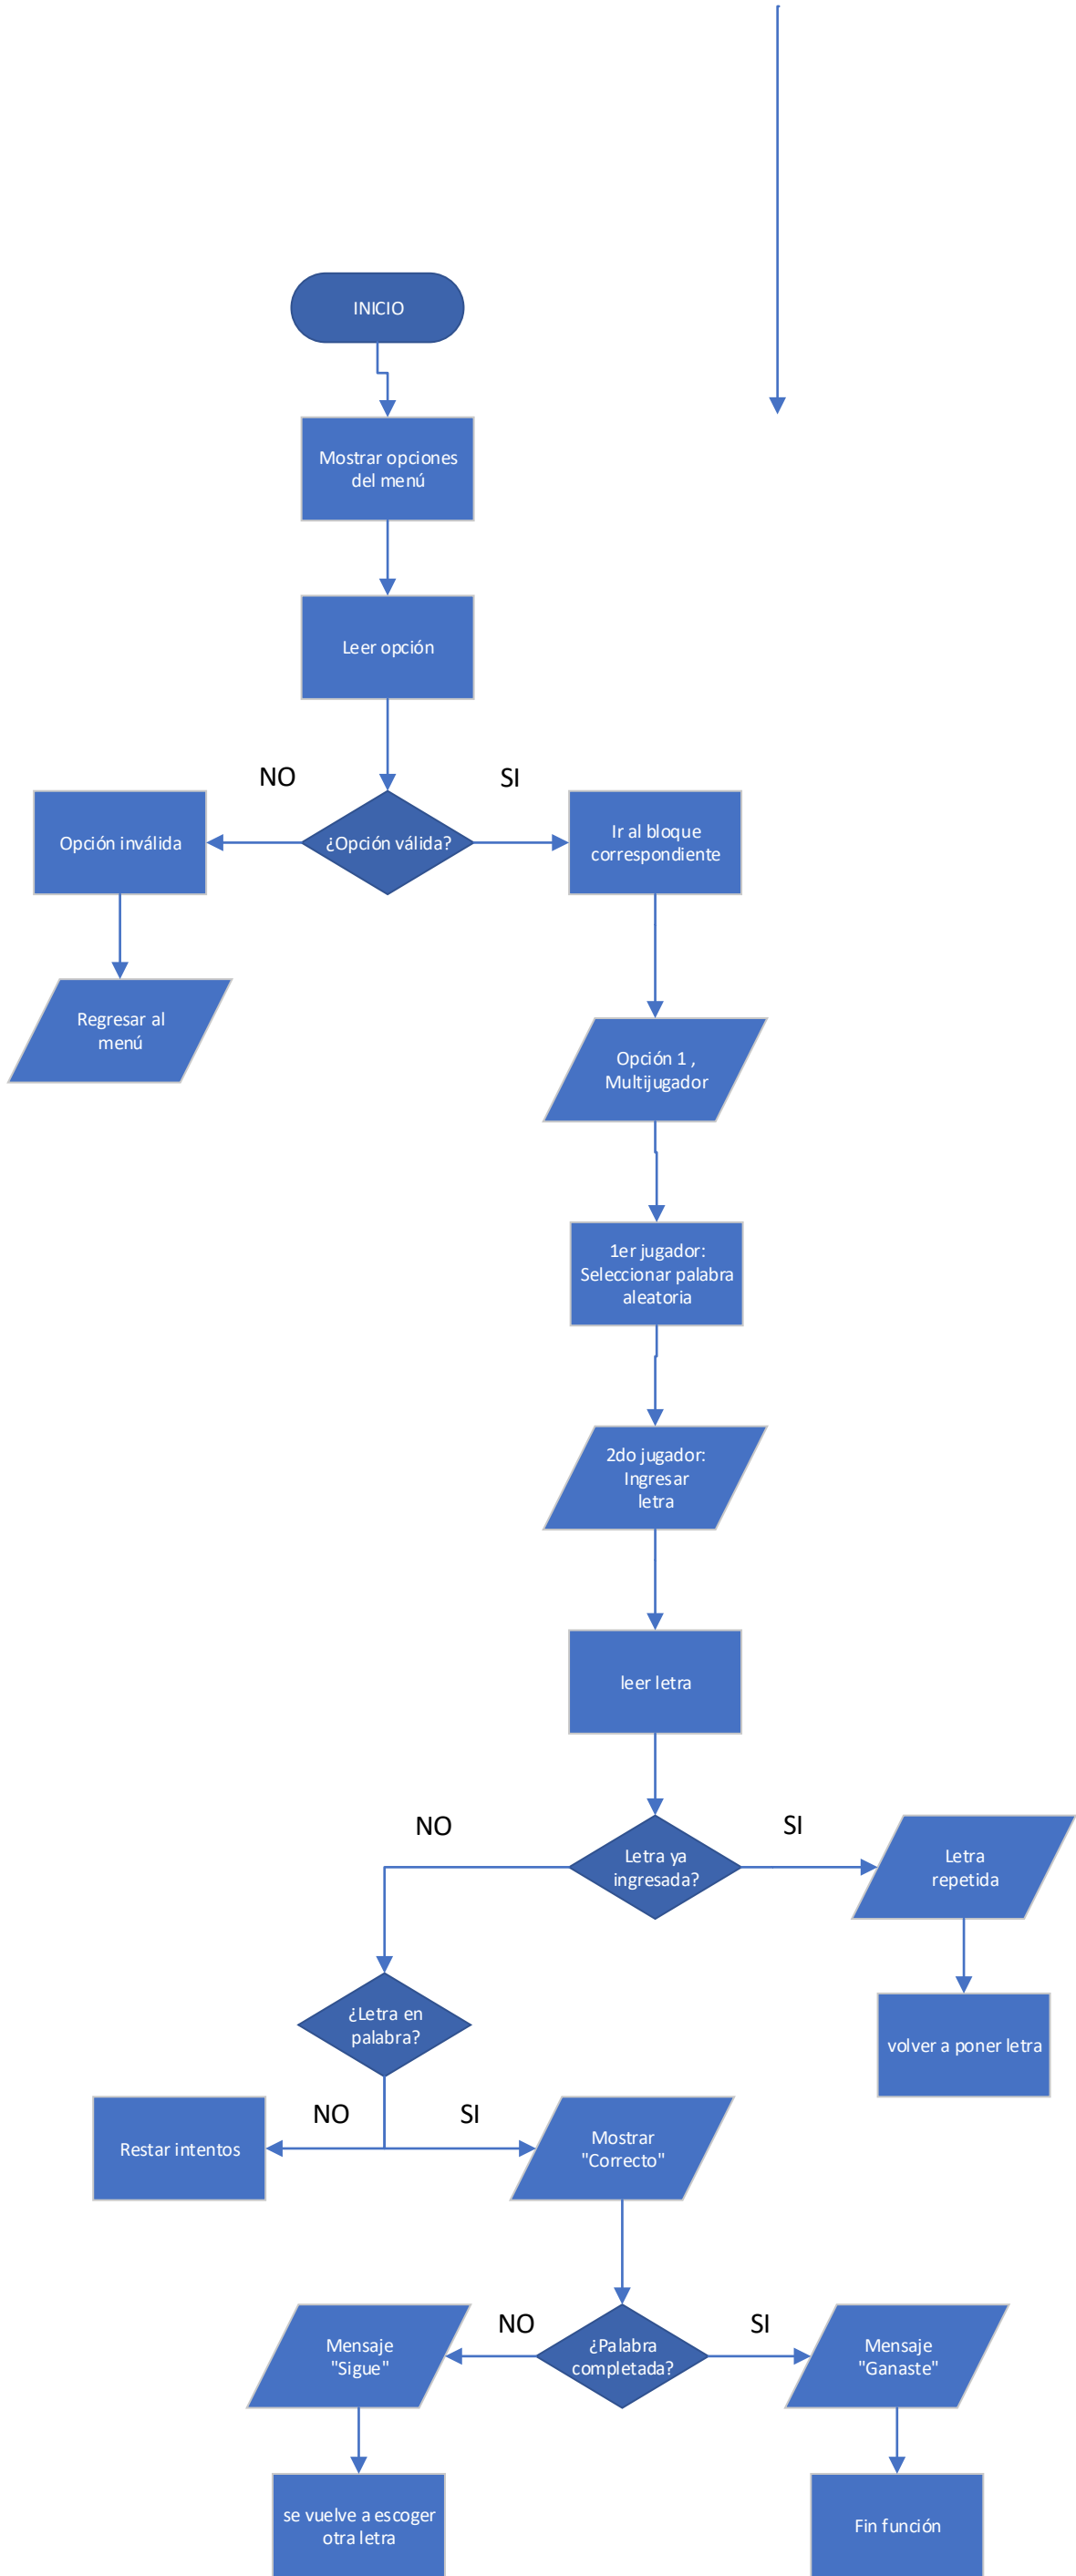 INICIO
Mostrar opciones
del menú
Leer opción
NO
SI
Opción inválida
¿Opción válida?
Ir al bloque
correspondiente
Regresar al
menú
Opción 1 ,
Multijugador
1er jugador:
Seleccionar palabra
aleatoria
2do jugador:
Ingresar
letra
leer letra
NO
SI
Letra ya
ingresada?
Letra
repetida
¿Letra en
palabra?
volver a poner letra
NO
SI
Restar intentos
Mostrar
"Correcto"
NO
SI
Mensaje
"Sigue"
¿Palabra
completada?
Mensaje
"Ganaste"
se vuelve a escoger
otra letra
Fin función